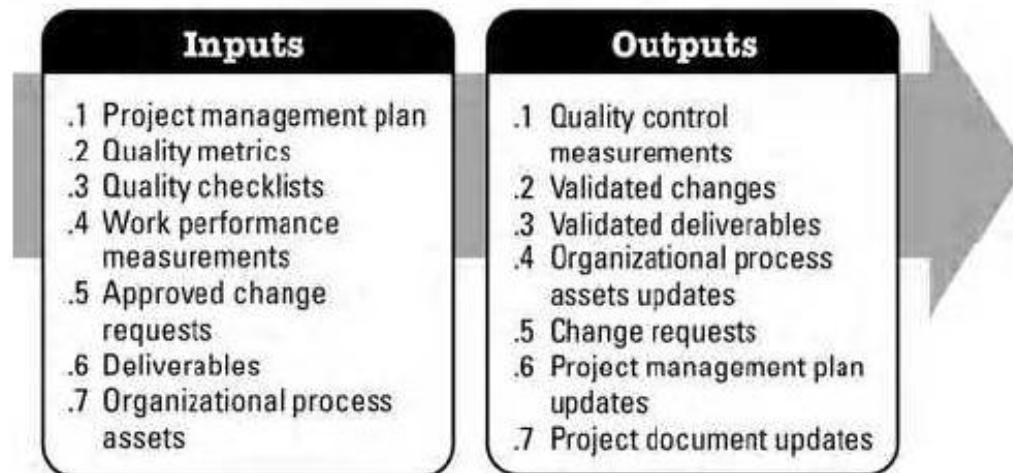 Inputs
.1 Project management plan
.2 Quality metrics
.3 Quality checklists
.4 Work performance
measurements
.5 Approved change
requests
.6 Deliverables
.7 Organizational process
assets
Outputs
.1 Quality control
measurements
.2 Validated changes
.3 Validated deliverables
.4 Organizational process
assets updates
.5 Change requests
.6 Project management plan
updates
.7 Project document updates